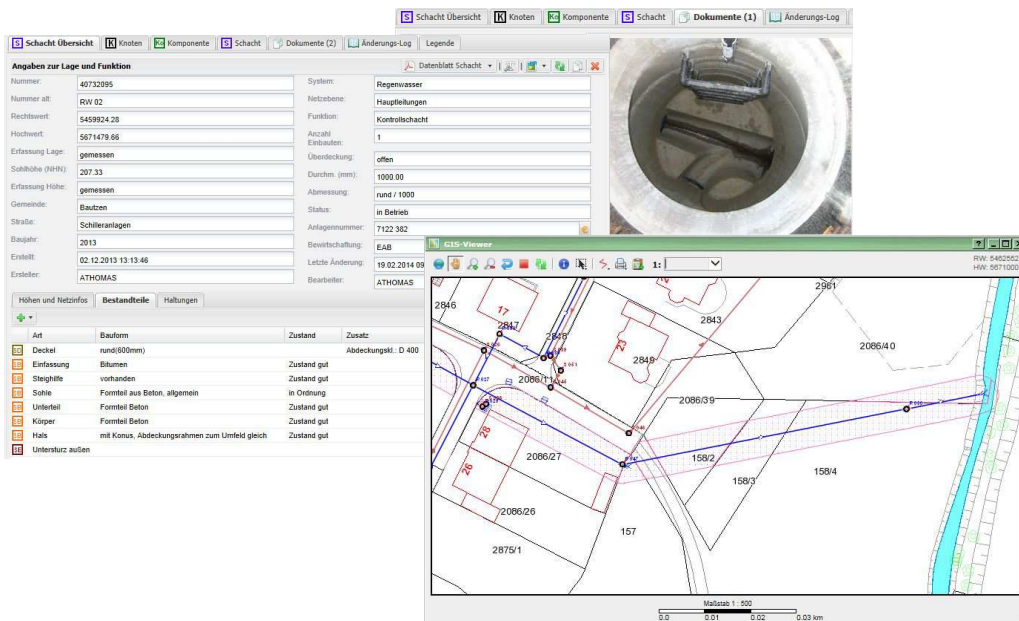 Schacht Übersicht Knoten Komponente Schacht Dokumente (1) Änderungs-Log
Schacht Übersicht Knoten Komponente Schacht Dokumente (2) Änderungs-Log Legende
Angaben zur Lage und Funktion
Datenblatt Schacht
Nummer: 40732095
Nummer alt: RW 02
Rechtswert: 5459924.28
Hochwert: 5671479.66
Erfassung Lage: gemessen
Sohlhöhe (NHN): 207.33
Erfassung Höhe: gemessen
Gemeinde: Bautzen
Straße: Schilleranlagen
Baujahr: 2013
Erstellt: 02.12.2013 13:13:46
Ersteller: ATHOMAS
System: Regenwasser
Netzebene: Hauptleitungen
Funktion: Kontrollschacht
Anzahl Einbauten: 1
Überdeckung: offen
Durchm. (mm): 1000.00
Abmessung: rund / 1000
Status: in Betrieb
Anlagennummer: 7122 382
Bewirtschaftung: EAB
Letzte Änderung: 19.02.2014 09
Bearbeiter: ATHOMAS
Höhen und Netzinfos Bestandteile Haltungen
Art Bauform Zustand Zusatz
Deckel rund(600mm) Abdeckungskl.: D 400
Einfassung Bitumen Zustand gut
Steighilfe vorhanden Zustand gut
Sohle Formteil aus Beton, allgemein in Ordnung
Unterteil Formteil Beton Zustand gut
Körper Formteil Beton Zustand gut
Hals mit Konus, Abdeckungsrahmen zum Umfeld gleich Zustand gut
Untersturz außen
GIS-Viewer
1:
RW: 5462552
HW: 5671000
2846
17
2847
2848
2981
2843
23
2849
2086/40
2086/11
2086/39
28
26
2086/27
158/2
158/3
158/4
2086/26
157
2875/1
Maßstab 1 : 500
0.0 0.01 0.02 0.03 km